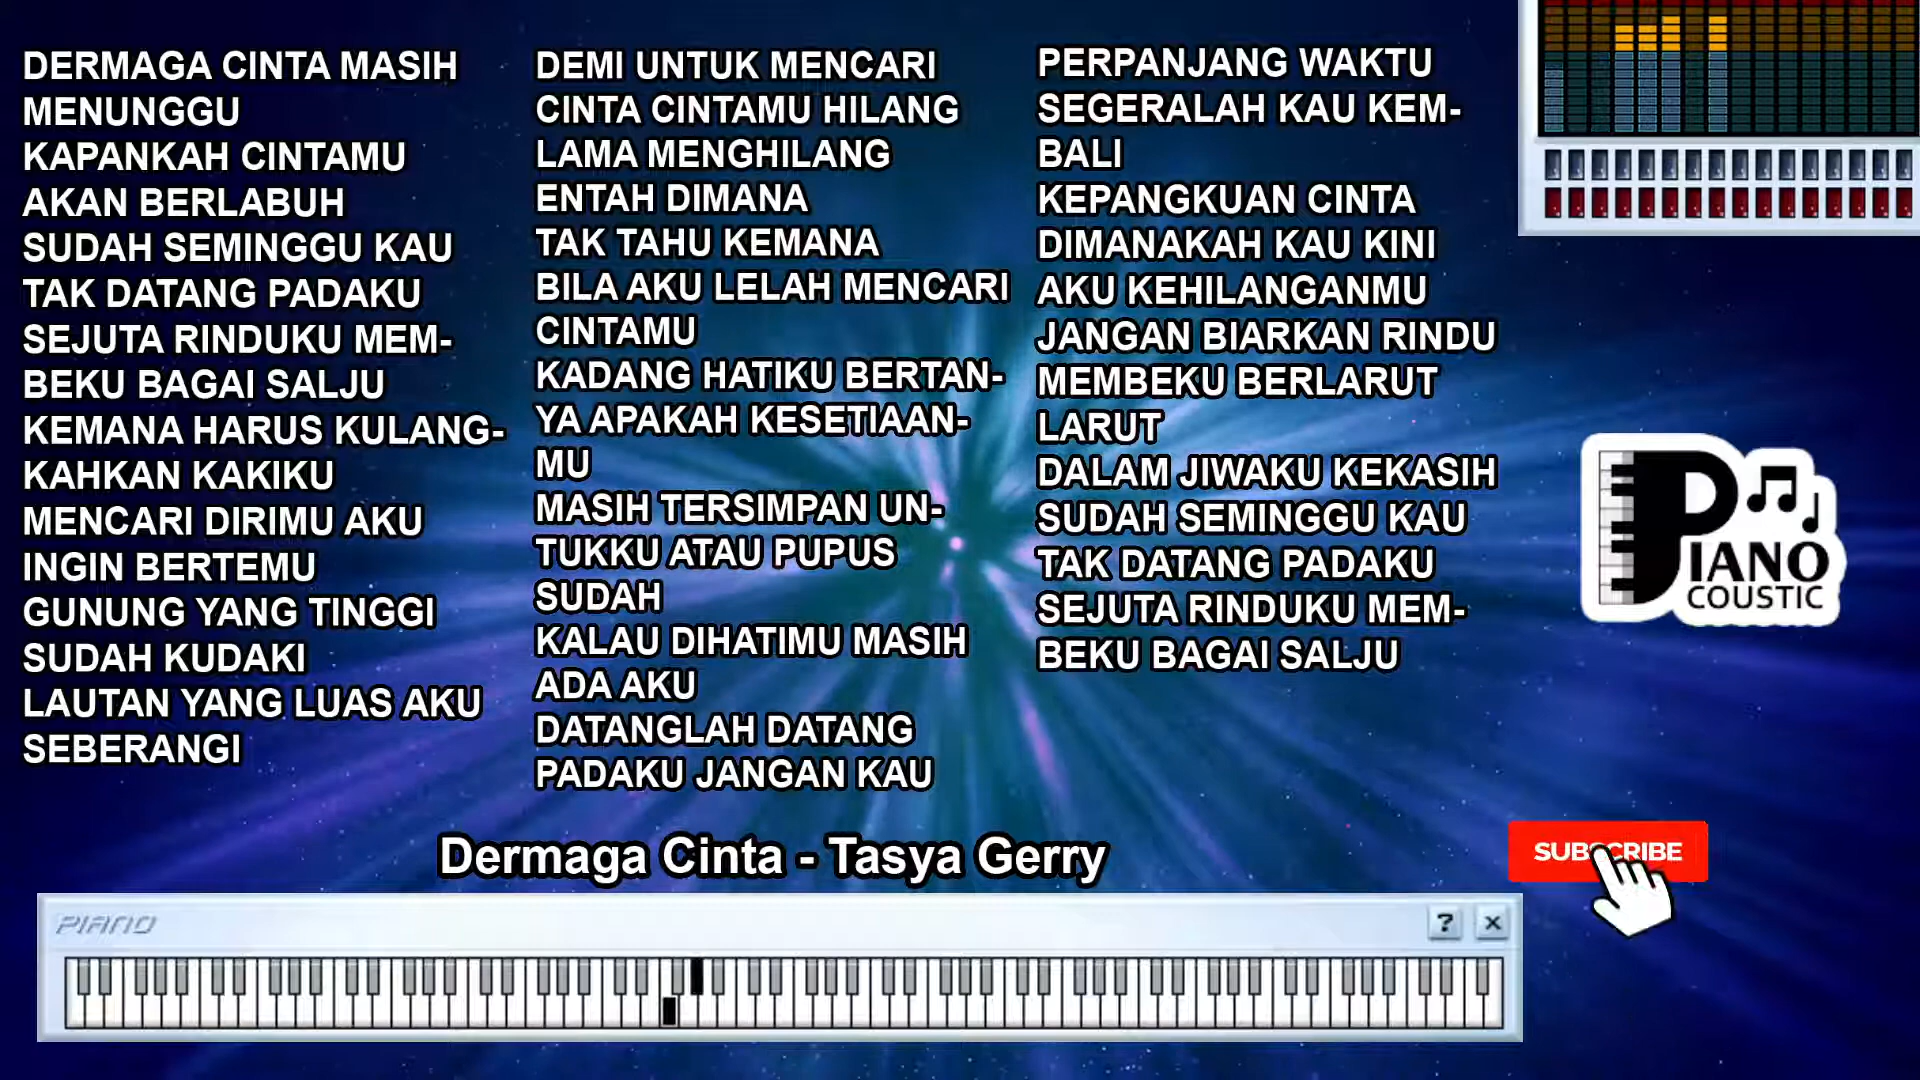 DERMAGA CINTA MASIH
MENUNGGU
KAPANKAH CINTAMU
AKAN BERLABUH
SUDAH SEMINGGU KAU
TAK DATANG PADAKU
SEJUTA RINDUKU MEM-
BEKU BAGAI SALJU
KEMANA HARUS KULANG-
KAHKAN KAKIKU
MENCARI DIRIMU AKU
INGIN BERTEMU
GUNUNG YANG TINGGI
SUDAH KUDAKI
LAUTAN YANG LUAS AKU
SEBERANGI
DEMI UNTUK MENCARI
CINTA CINTAMU HILANG
LAMA MENGHILANG
ENTAH DIMANA
TAK TAHU KEMANA
BILA AKU LELAH MENCARI
CINTAMU
KADANG HATIKU BERTAN-
YA APAKAH KESETIAAN-
MU
MASIH TERSIMPAN UN-
TUKKU ATAU PUPUS
SUDAH
KALAU DIHATIMU MASIH
ADA AKU
DATANGLAH DATANG
PADAKU JANGAN KAU
PERPANJANG WAKTU
SEGERALAH KAU KEM-
BALI
KEPANGKUAN CINTA
DIMANAKAH KAU KINI
AKU KEHILANGANMU
JANGAN BIARKAN RINDU
MEMBEKU BERLARUT
LARUT
DALAM JIWAKU KEKASIH
SUDAH SEMINGGU KAU
TAK DATANG PADAKU
SEJUTA RINDUKU MEM-
BEKU BAGAI SALJU
PIANO
COUSTIC
Dermaga Cinta - Tasya Gerry
SUBSCRIBE
PIANO
? ×